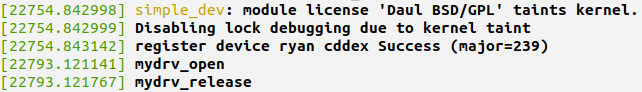 [22754.842998] simple_dev: module license 'Daul BSD/GPL' taints kernel.
[22754.842999] Disabling lock debugging due to kernel taint
[22754.843142] register device ryan cddex Success (major=239)
[22793.121141] mydrv_open
[22793.121767] mydrv_release